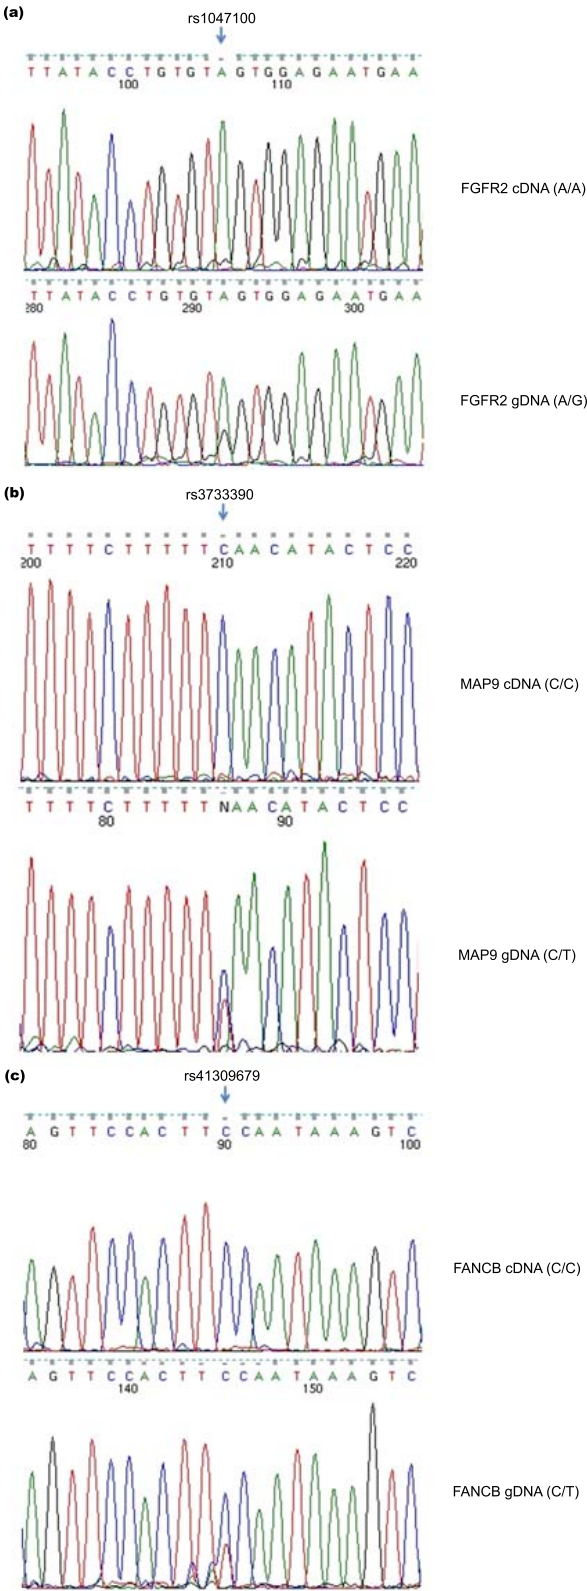 (a)
rs1047100
T T A T A C C T G T G T A G T G G A G A A T G A A
100 110
FGFR2 cDNA (A/A)
T T A T A C C T G T G T A G T G G A G A A T G A A
280 290 300
FGFR2 gDNA (A/G)
(b)
rs3733390
T T T T C T T T T T C A A C A T A C T C C
200 210 220
MAP9 cDNA (C/C)
T T T T C T T T T T N A A C A T A C T C C
80 90
MAP9 gDNA (C/T)
(c)
rs41309679
A G T T C C A C T T C C A A T A A A G T C
80 90 100
FANCB cDNA (C/C)
A G T T C C A C T T C C A A T A A A G T C
140 150
FANCB gDNA (C/T)